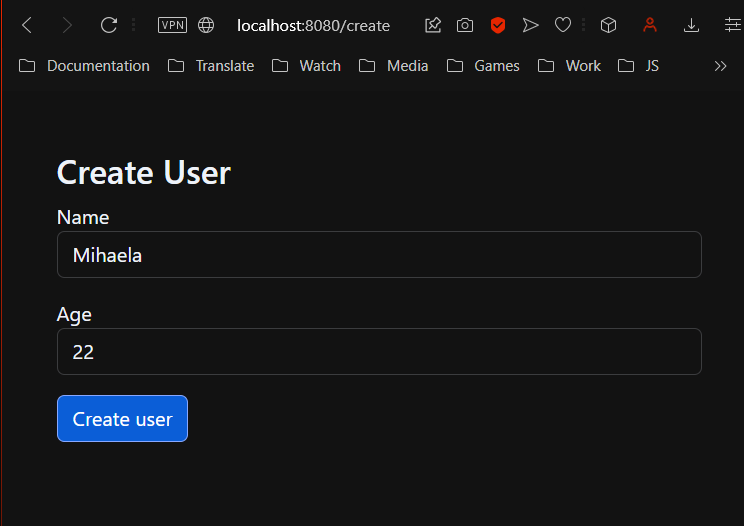 VPN localhost:8080/create
Documentation Translate Watch Media Games Work JS
Create User
Name
Mihaela
Age
22
Create user